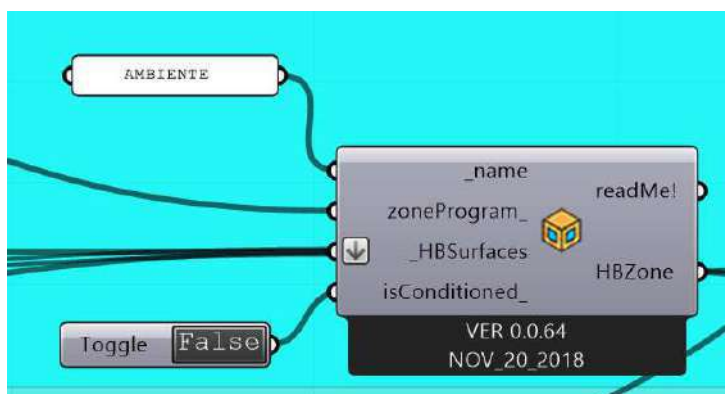 AMBIENTE
_name
zoneProgram_
_HBSurfaces
isConditioned_
readMe!
HBZone
Toggle False
VER 0.0.64
NOV_20_2018